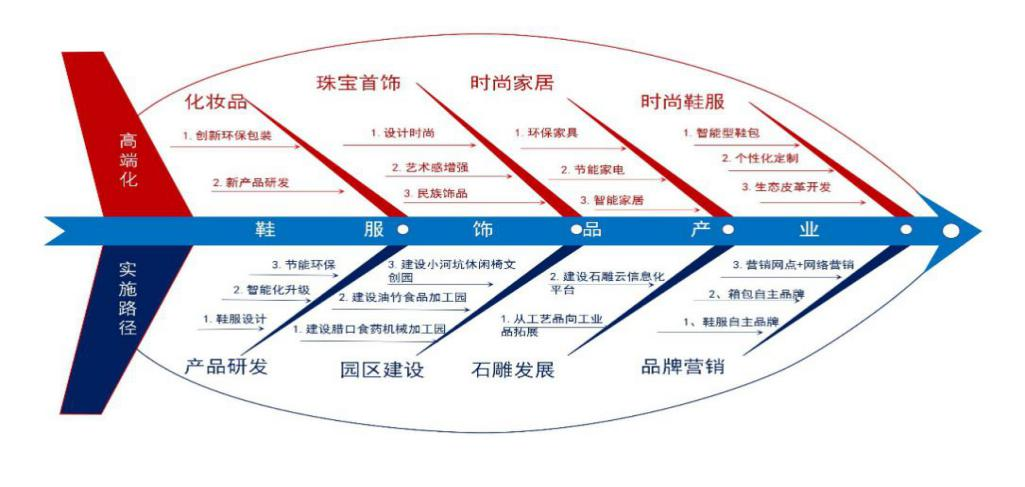 化妆品
珠宝首饰
时尚家居
时尚鞋服
高端化
1. 创新环保包装
2. 新产品研发
1. 设计时尚
2. 艺术感增强
3. 民族饰品
1. 环保家具
2. 节能家电
3. 智能家居
1. 智能型鞋包
2. 个性化定制
3. 生态皮革开发
鞋服饰品产业
实施路径
3. 节能环保
2. 智能化升级
1. 鞋服设计
产品研发
3. 建设小河坑休闲椅文
创园
2. 建设油竹食品加工园
1. 建设腊口食药机械加工园
园区建设
2. 建设石雕云信息化
平台
1. 从工艺品向工业
品拓展
石雕发展
3. 营销网点+网络营销
2、箱包自主品牌
1、鞋服自主品牌
品牌营销